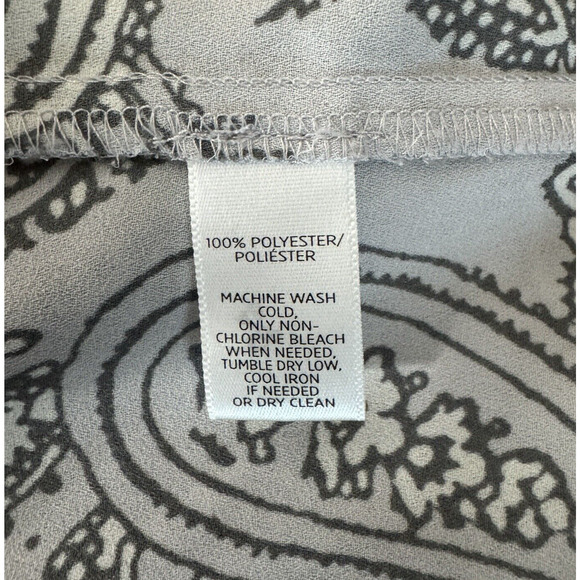 100% POLYESTER/
POLIÉSTER
MACHINE WASH
COLD,
ONLY NON-
CHLORINE BLEACH
WHEN NEEDED,
TUMBLE DRY LOW,
COOL IRON
IF NEEDED
OR DRY CLEAN